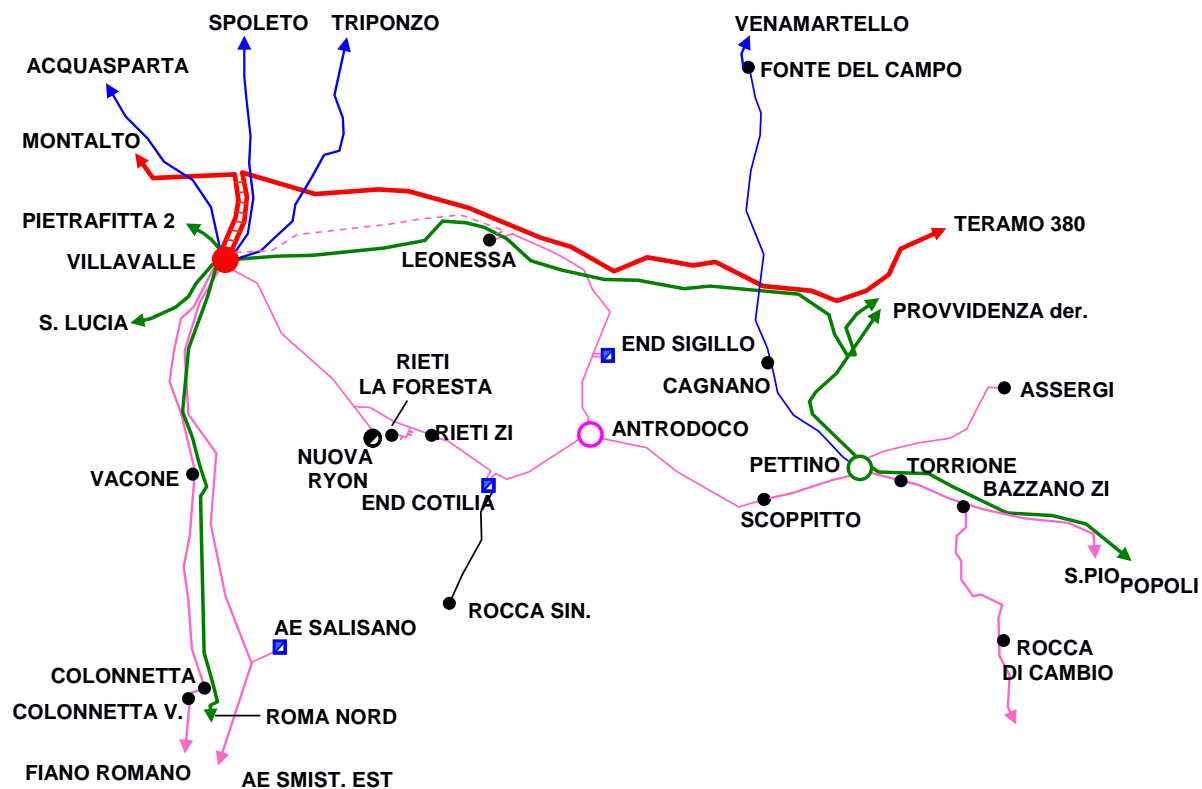 SPOLETO
TRIPONZO
VENAMARTELLO
ACQUASPARTA
FONTE DEL CAMPO
MONTALTO
PIETRAFITTA 2
TERAMO 380
VILLAVALLE
LEONESSA
S. LUCIA
PROVVIDENZA der.
END SIGILLO
RIETI
LA FORESTA
CAGNANO
ASSERGI
RIETI ZI
ANTRODOCO
NUOVA
RYON
PETTINO
TORRIONE
VACONE
BAZZANO ZI
END COTILIA
SCOPPITTO
S.PIO
POPOLI
ROCCA SIN.
AE SALISANO
ROCCA
DI CAMBIO
COLONNETTA
COLONNETTA V.
ROMA NORD
FIANO ROMANO
AE SMIST. EST